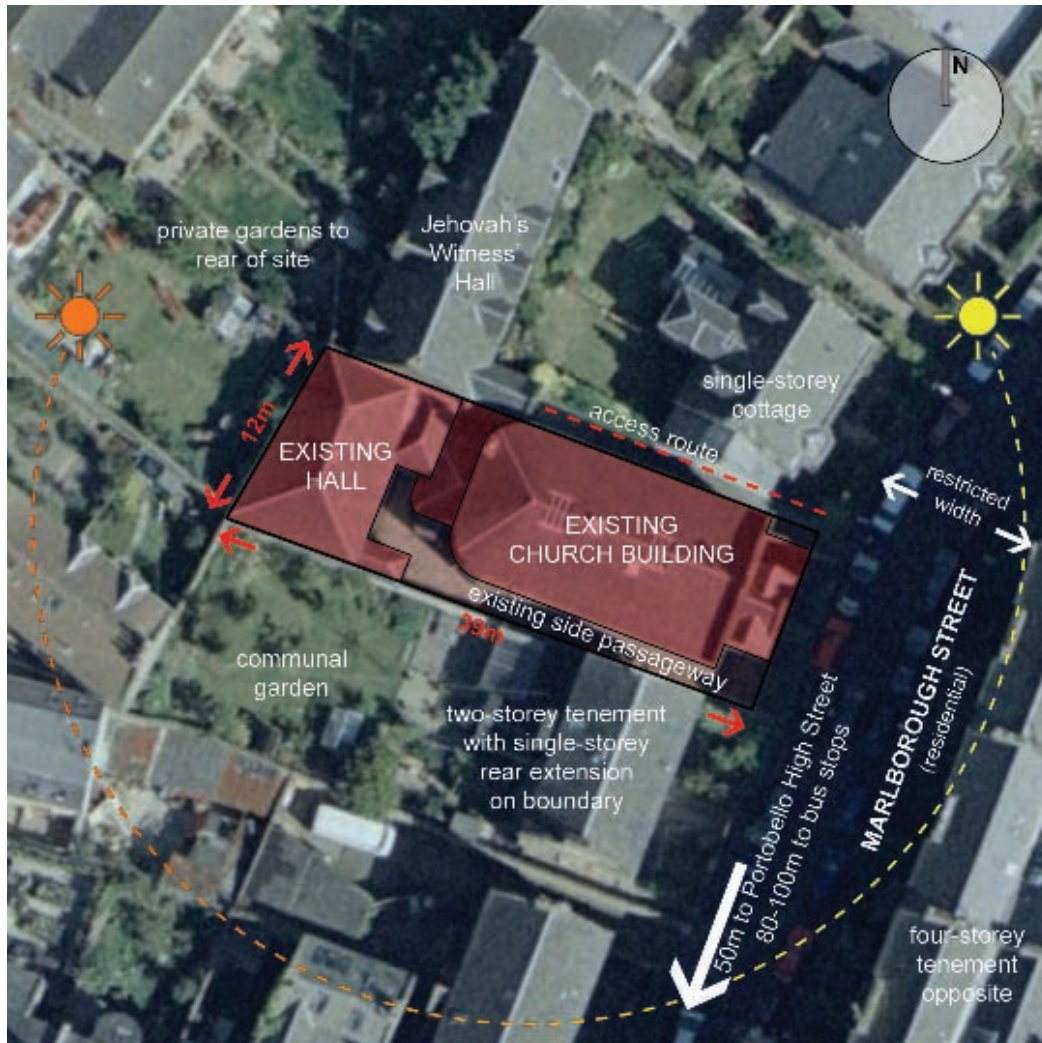 N
private gardens to
rear of site
Jehovah's
Witness
Hall
single-storey
cottage
access route
restricted
width
12m
EXISTING
HALL
EXISTING
CHURCH BUILDING
existing side passageway
39m
communal
garden
two-storey tenement
with single-storey
rear extension
on boundary
50m to Portobello High Street
80-100m to bus stops
MARLBOROUGH STREET
(residential)
four-storey
tenement
opposite